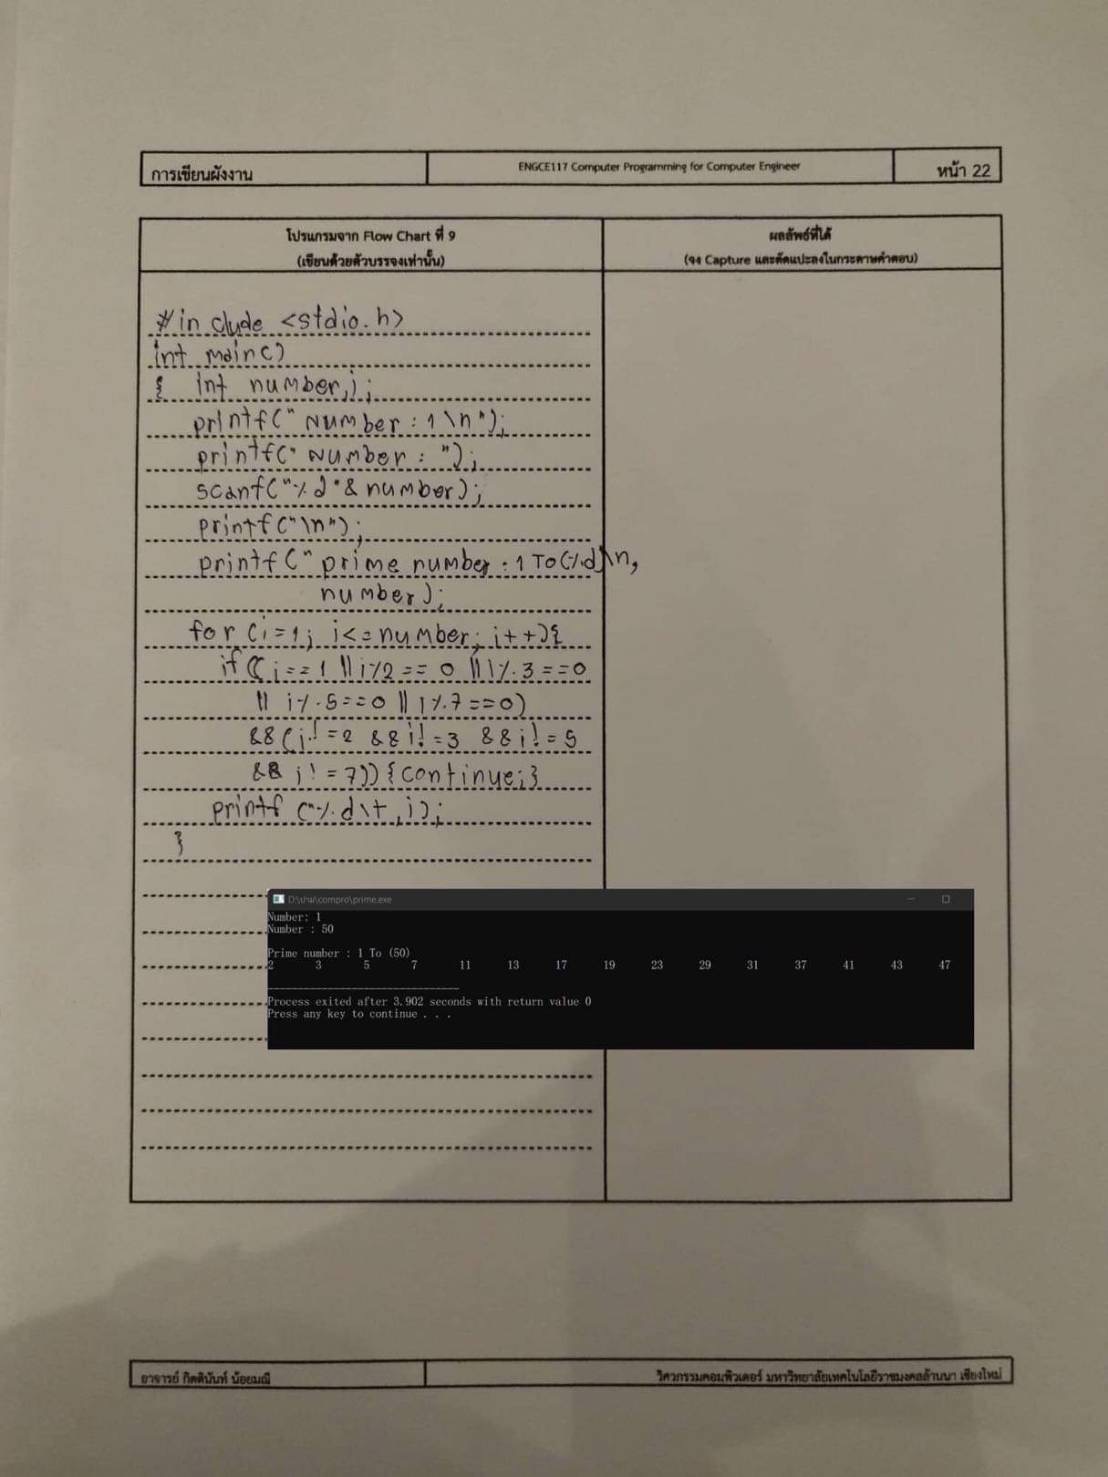 การเขียนผังงาน
ENGCE117 Computer Programming for Computer Engineer
หน้า 22
โปรแกรมจาก Flow Chart ที่ 9
(เขียนด้วยตัวบรรจงเท่านั้น)
ผลลัพธ์ที่ได้
(จง Capture และตัดแปะลงในกระดาษคำตอบ)
#include <stdio.h>
int main()
{ int number,i;
printf(" Number : 1 \n");
printf(" Number : ");
scanf("%d"& number);
printf("\n");
printf(" prime number : 1 To(%d)\n,
number);
for (i=1; i<=number; i++){
if((i==1 || i%2 == 0 || i%3 ==0
|| i%5==0 || i%7 ==0)
&&(i!=2 && i!=3 && i!=5
&& i!=7)) {continue;}
printf ("%d\t ,i);
}
D:\งาน\compro\prime.exe
Number: 1
Number : 50
Prime number : 1 To (50)
2 3 5 7 11 13 17 19 23 29 31 37 41 43 47
--------------------------------
Process exited after 3.902 seconds with return value 0
Press any key to continue . . .
อาจารย์ กิตตินันท์ น้อยมณี
วิศวกรรมคอมพิวเตอร์ มหาวิทยาลัยเทคโนโลยีราชมงคลล้านนา เชียงใหม่